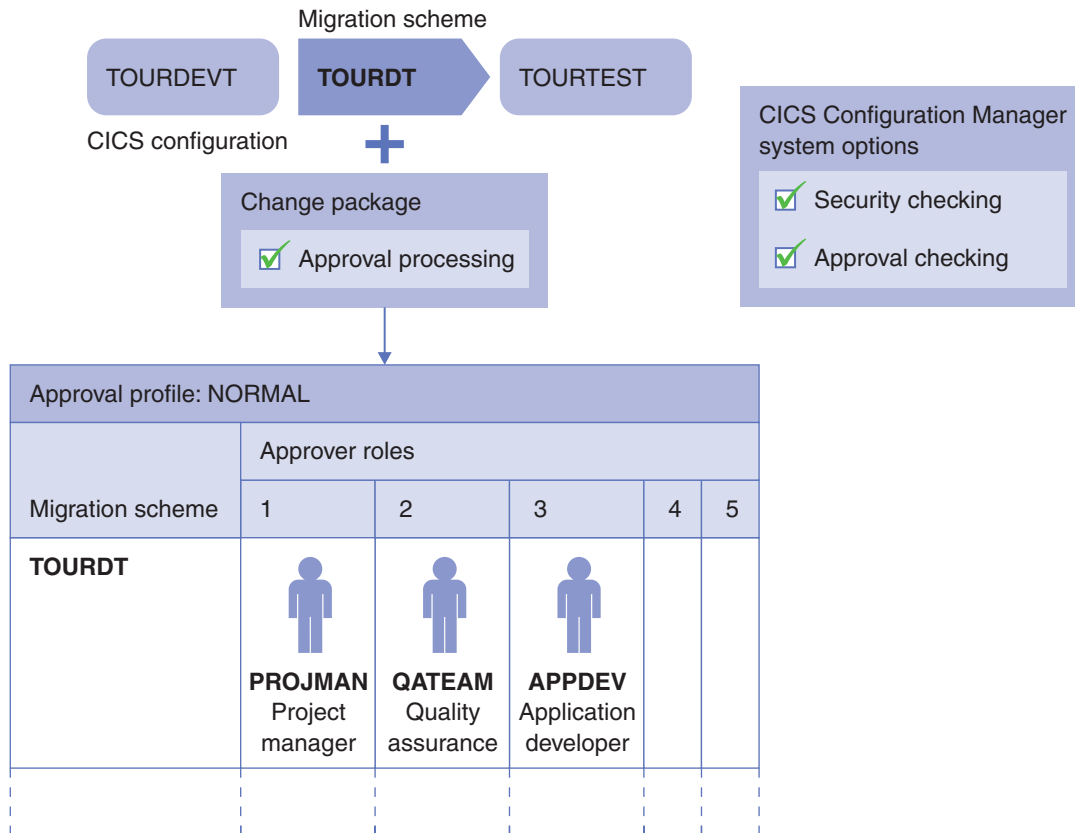 Migration scheme
TOURDEVT
TOURDT
TOURTEST
CICS configuration
CICS Configuration Manager
system options
Security checking
Approval checking
Change package
Approval processing
Approval profile: NORMAL
Approver roles
Migration scheme
1
2
3
4
5
TOURDT
PROJMAN
Project
manager
QATEAM
Quality
assurance
APPDEV
Application
developer